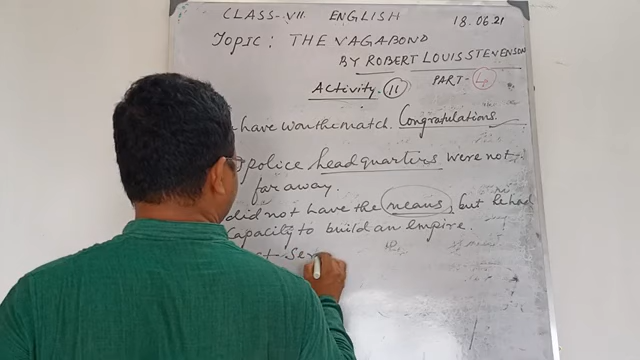 CLASS-VII ENGLISH 18.06.21
TOPIC: THE VAGABOND
BY ROBERT LOUIS STEVENSON
Activity-11 PART-4
have won the match. Congratulations.
police headquarters were not
far away.
did not have the means, but he had
capacity to build an empire.